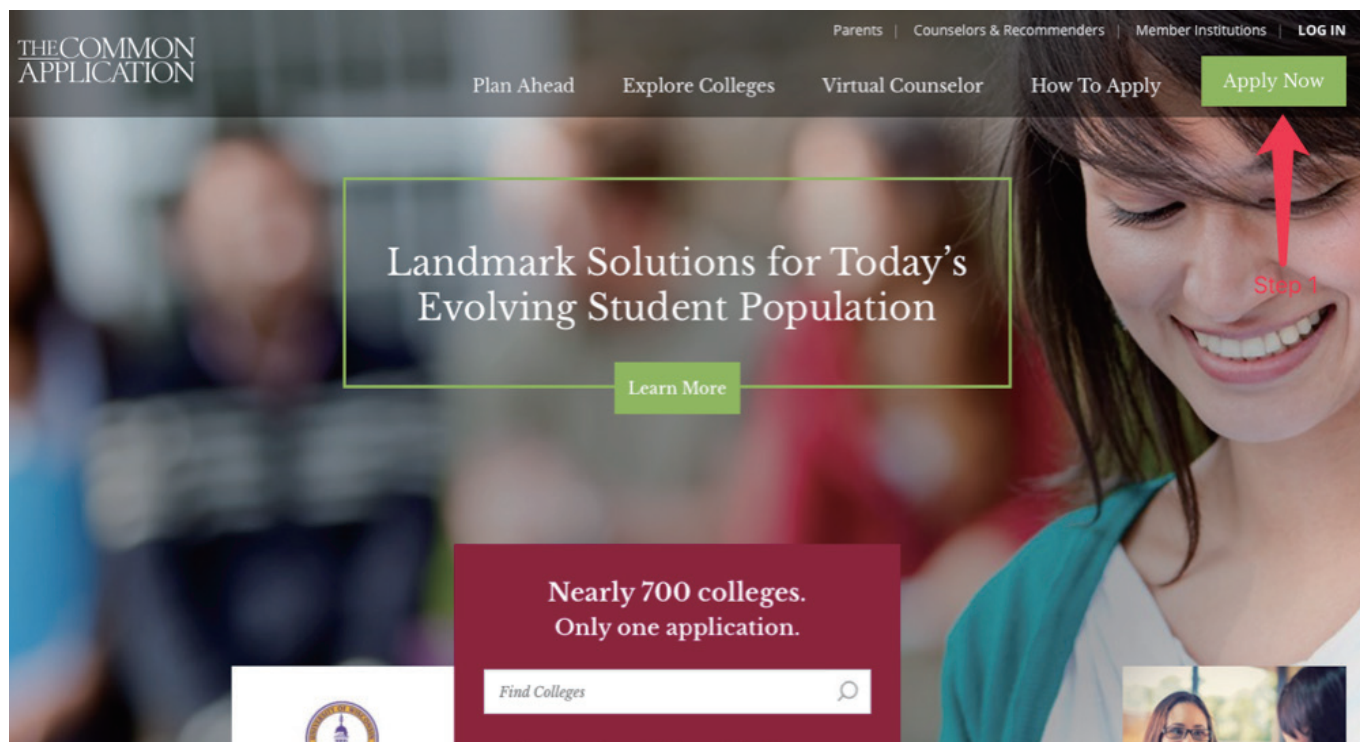 Parents | Counselors & Recommenders | Member Institutions | LOG IN
THE COMMON
APPLICATION
Plan Ahead
Explore Colleges
Virtual Counselor
How To Apply
Apply Now
Step 1
Landmark Solutions for Today’s
Evolving Student Population
Learn More
Nearly 700 colleges.
Only one application.
Find Colleges